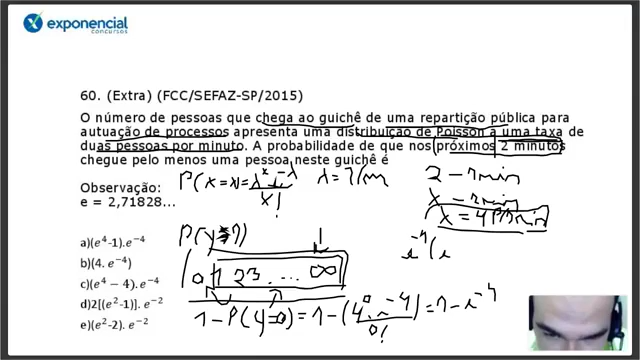 exponencial
concursos
60. (Extra) (FCC/SEFAZ-SP/2015)
O número de pessoas que chega ao guichê de uma repartição pública para
autuação de processos apresenta uma distribuição de Poisson a uma taxa de
duas pessoas por minuto. A probabilidade de que nos próximos 2 minutos
chegue pelo menos uma pessoa neste guichê é
Observação:
e = 2,71828...
a)(e⁴-1).e⁻⁴
b)(4. e⁻⁴)
c)(e⁴ − 4). e⁻⁴
d)2[(e²-1)]. e⁻²
e)(e²-2). e⁻²
2 - 1min
x - 2min
0 1 2 3 .... ∞
1 - P(y=0) = 1 - (4⁰. e⁻⁴) = 1 - e⁻⁴
0!
e⁻⁴(e